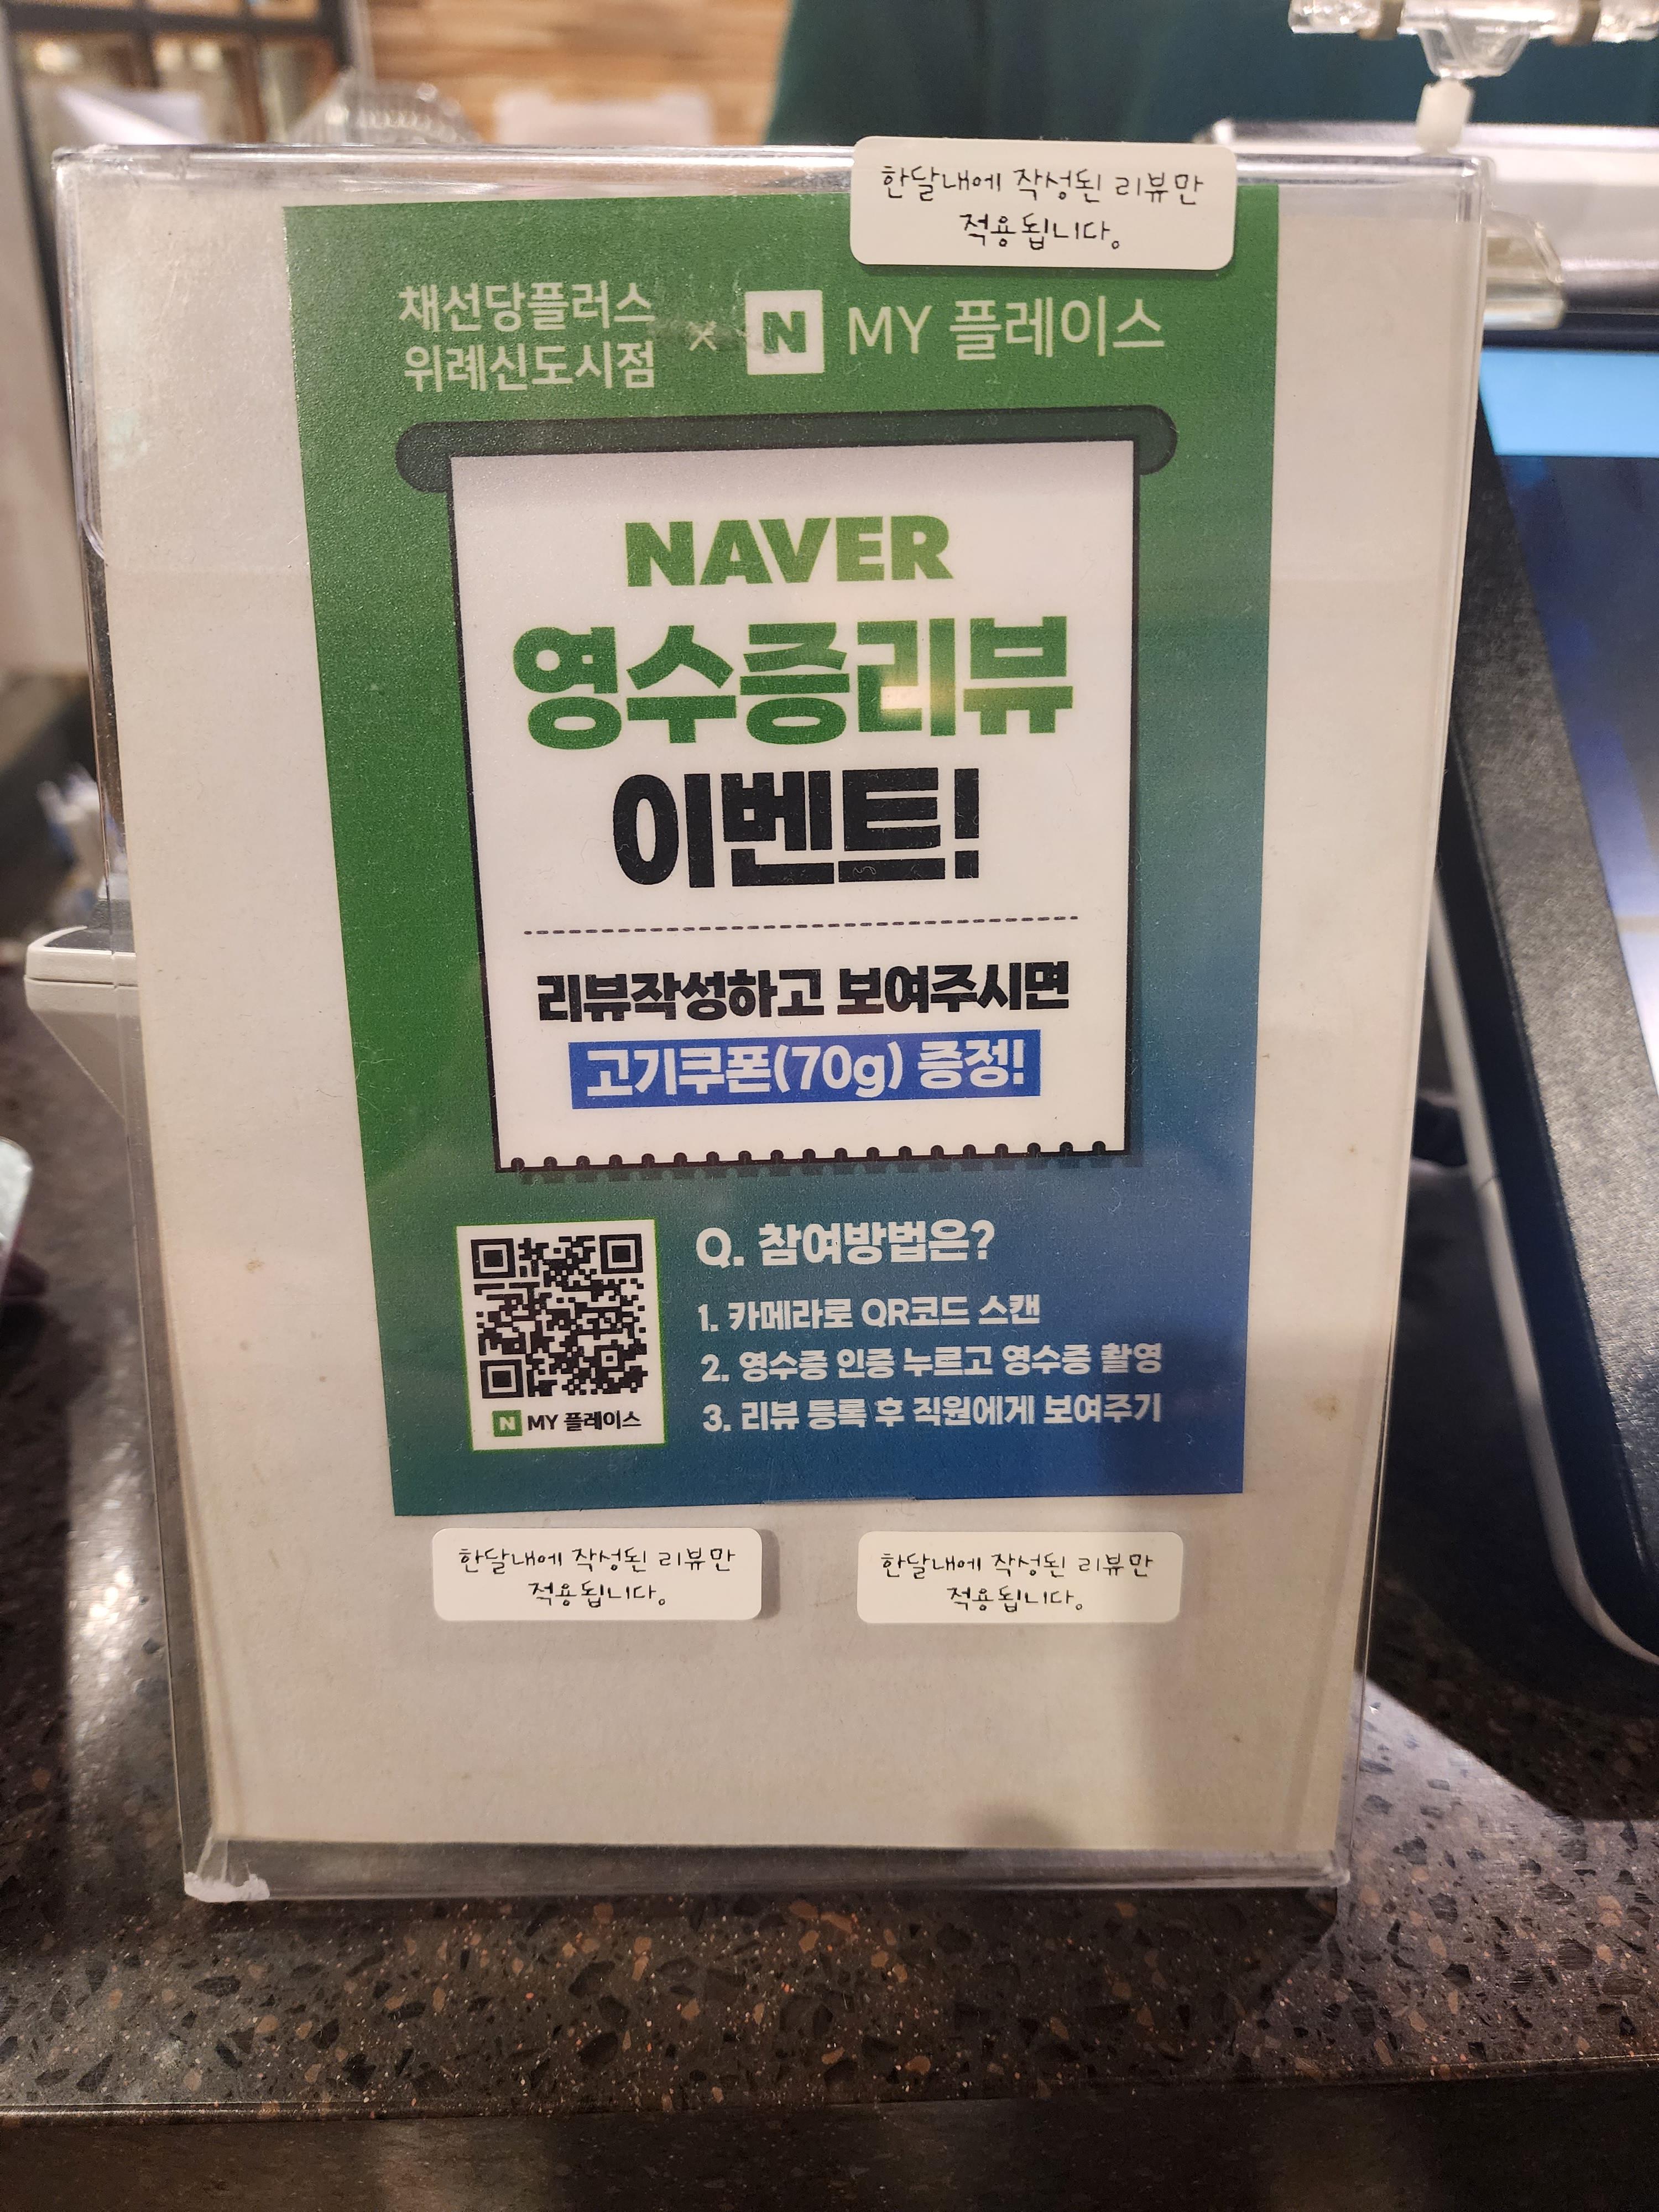 한달내에 작성된 리뷰만
적용됩니다.
채선당플러스
위례신도시점
×
N MY 플레이스
NAVER
영수증리뷰
이벤트!
리뷰작성하고 보여주시면
고기쿠폰(70g) 증정!
Q. 참여방법은?
1. 카메라로 QR코드 스캔
2. 영수증 인증 누르고 영수증 촬영
3. 리뷰 등록 후 직원에게 보여주기
N MY 플레이스
한달내에 작성된 리뷰만
적용됩니다.
한달내에 작성된 리뷰만
적용됩니다.